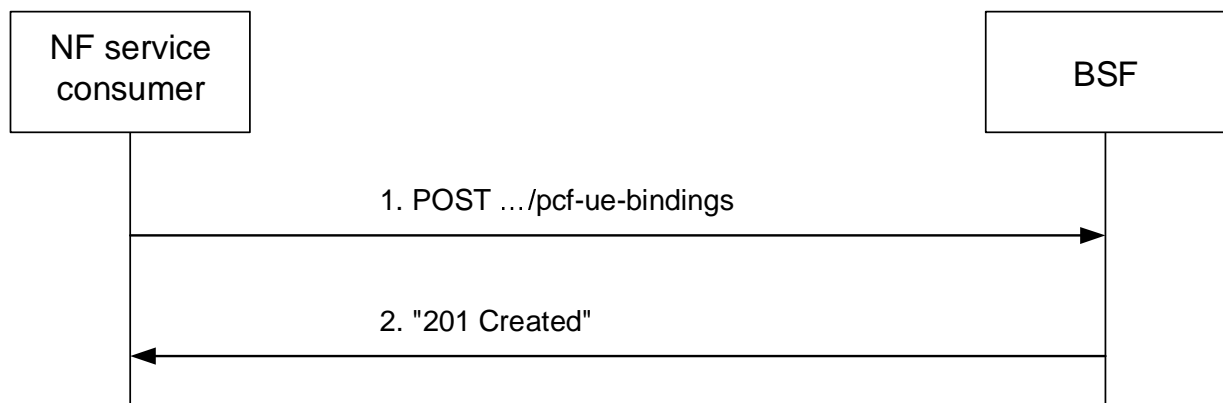 NF service
consumer
BSF
1. POST …/pcf-ue-bindings
2. "201 Created"